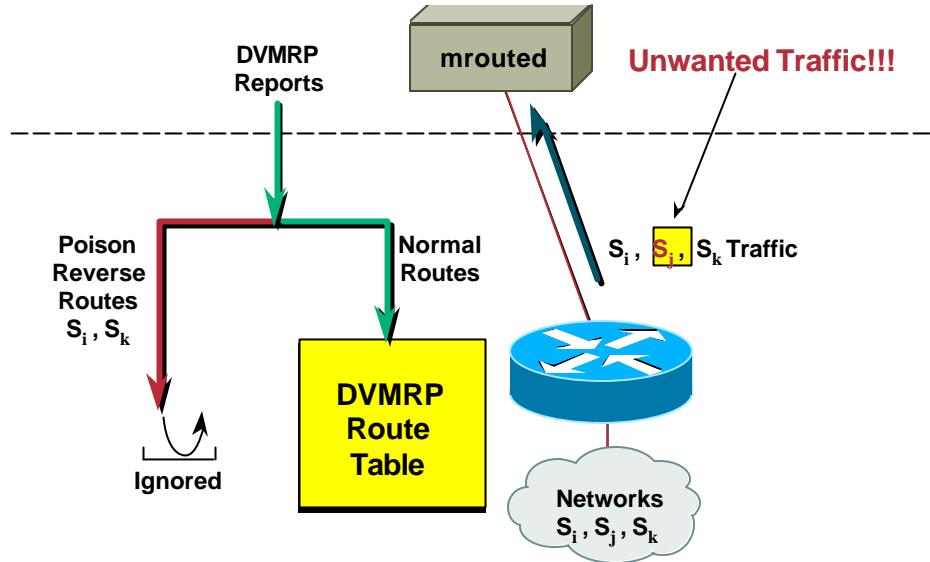 DVMRP
Reports
mrouted
Unwanted Traffic!!!
Poison
Reverse
Routes
Sᵢ , Sₖ
Normal
Routes
Sᵢ , Sⱼ, Sₖ Traffic
DVMRP
Route
Table
Ignored
Networks
Sᵢ , Sⱼ , Sₖ